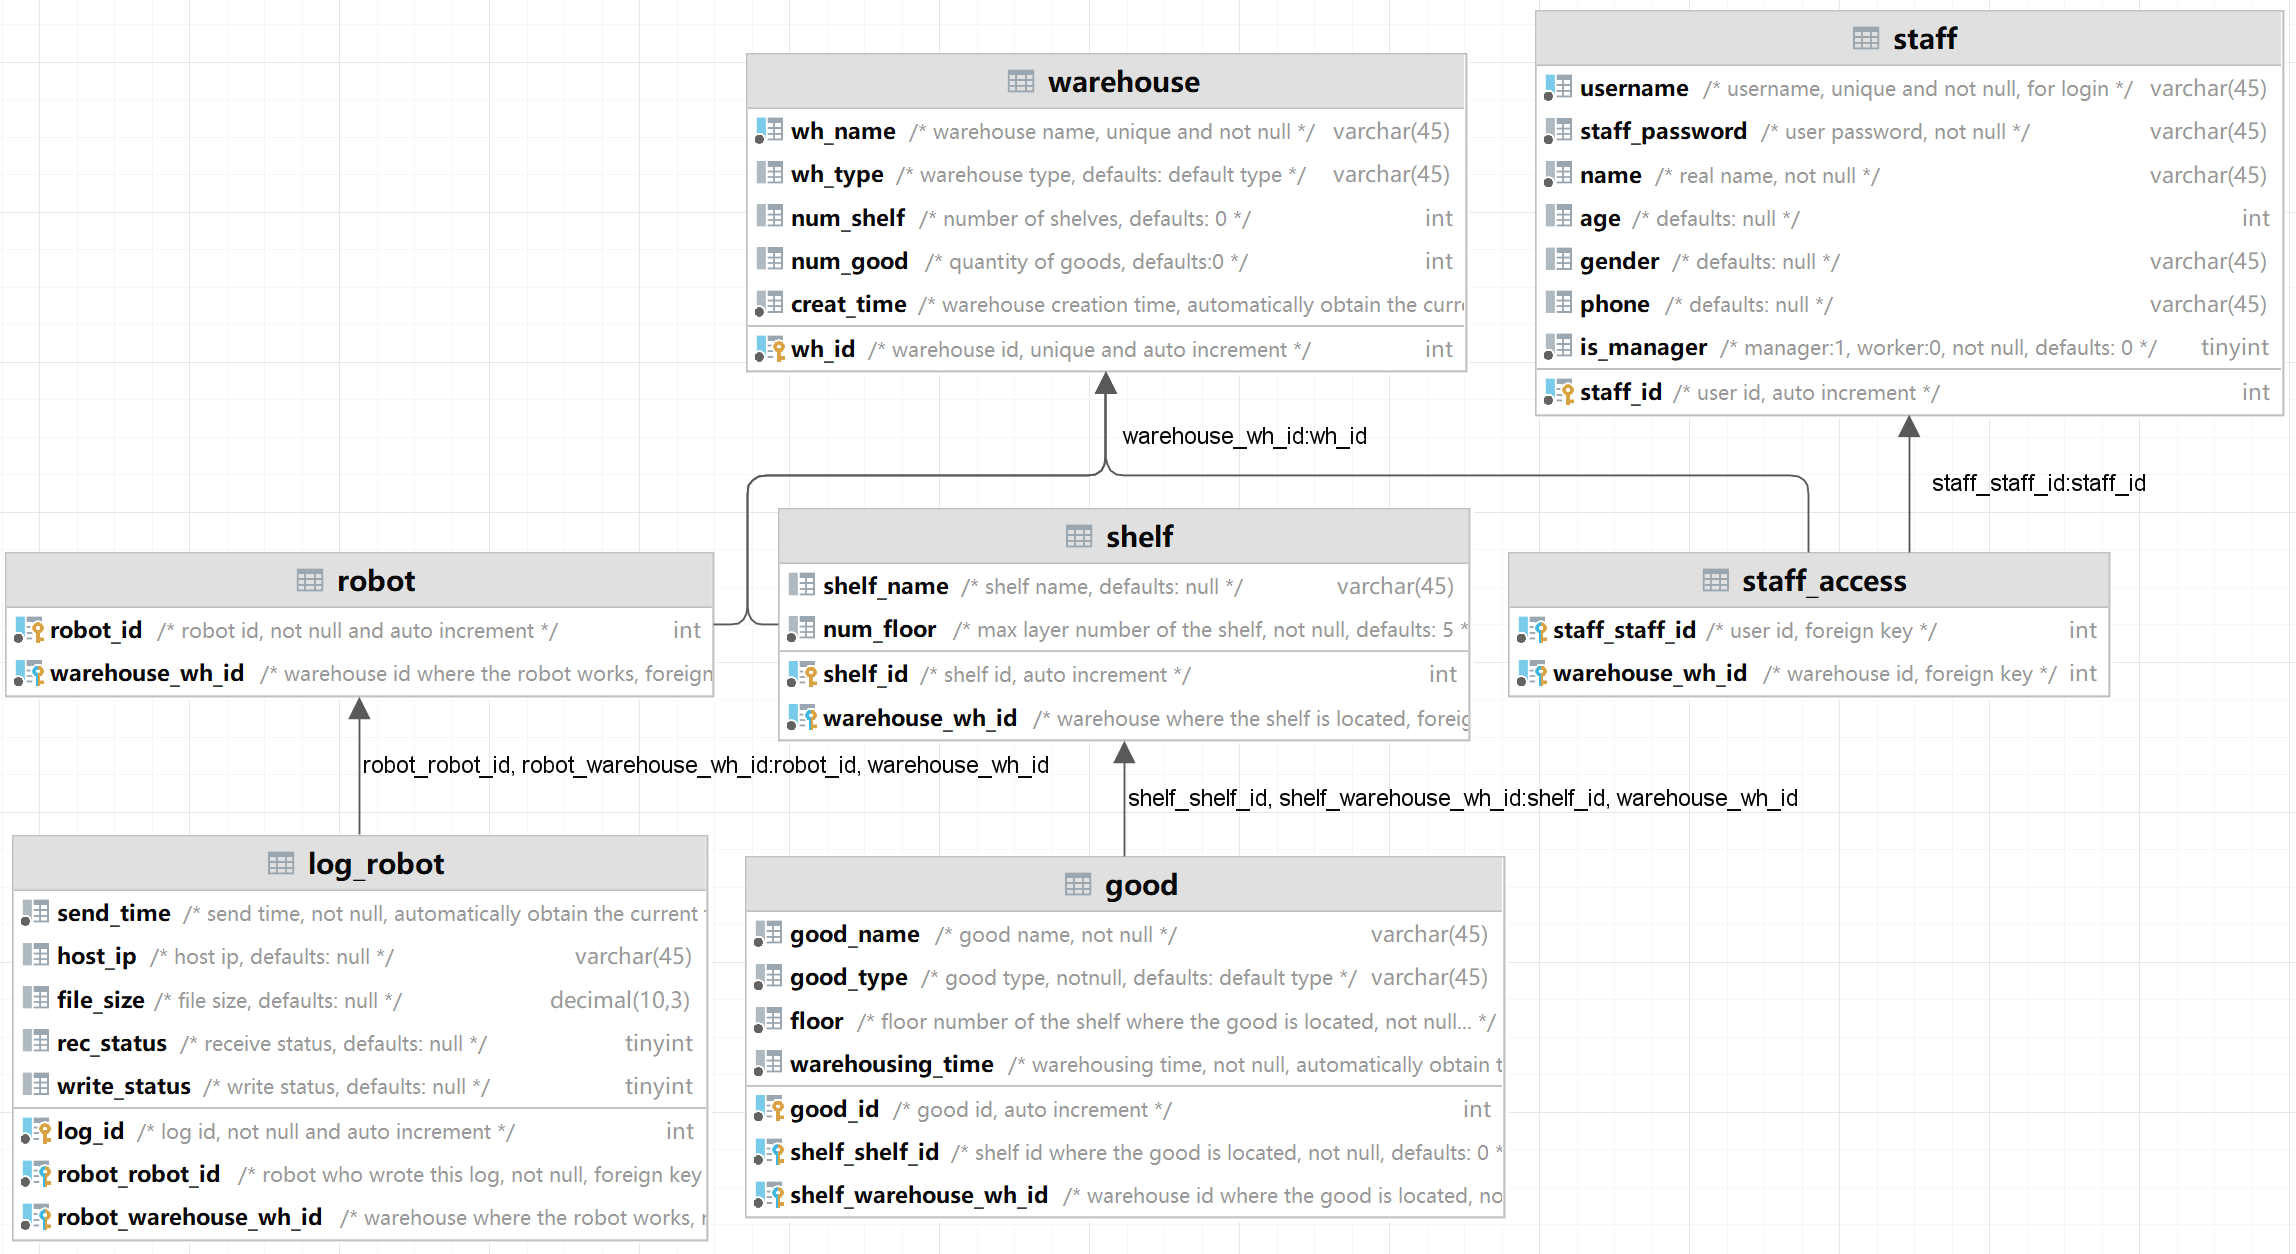 warehouse
wh_name /* warehouse name, unique and not null */ varchar(45)
wh_type /* warehouse type, defaults: default type */ varchar(45)
num_shelf /* number of shelves, defaults: 0 */ int
num_good /* quantity of goods, defaults:0 */ int
creat_time /* warehouse creation time, automatically obtain the curre
wh_id /* warehouse id, unique and auto increment */ int
staff
username /* username, unique and not null, for login */ varchar(45)
staff_password /* user password, not null */ varchar(45)
name /* real name, not null */ varchar(45)
age /* defaults: null */ int
gender /* defaults: null */ varchar(45)
phone /* defaults: null */ varchar(45)
is_manager /* manager:1, worker:0, not null, defaults: 0 */ tinyint
staff_id /* user id, auto increment */ int
warehouse_wh_id:wh_id
staff_staff_id:staff_id
robot
robot_id /* robot id, not null and auto increment */ int
warehouse_wh_id /* warehouse id where the robot works, foreign
shelf
shelf_name /* shelf name, defaults: null */ varchar(45)
num_floor /* max layer number of the shelf, not null, defaults: 5 *
shelf_id /* shelf id, auto increment */ int
warehouse_wh_id /* warehouse where the shelf is located, foreig
staff_access
staff_staff_id /* user id, foreign key */ int
warehouse_wh_id /* warehouse id, foreign key */ int
robot_robot_id, robot_warehouse_wh_id:robot_id, warehouse_wh_id
shelf_shelf_id, shelf_warehouse_wh_id:shelf_id, warehouse_wh_id
log_robot
send_time /* send time, not null, automatically obtain the current
host_ip /* host ip, defaults: null */ varchar(45)
file_size /* file size, defaults: null */ decimal(10,3)
rec_status /* receive status, defaults: null */ tinyint
write_status /* write status, defaults: null */ tinyint
log_id /* log id, not null and auto increment */ int
robot_robot_id /* robot who wrote this log, not null, foreign key
robot_warehouse_wh_id /* warehouse where the robot works,
good
good_name /* good name, not null */ varchar(45)
good_type /* good type, notnull, defaults: default type */ varchar(45)
floor /* floor number of the shelf where the good is located, not null... */
warehousing_time /* warehousing time, not null, automatically obtain t
good_id /* good id, auto increment */ int
shelf_shelf_id /* shelf id where the good is located, not null, defaults: 0 *
shelf_warehouse_wh_id /* warehouse id where the good is located, no